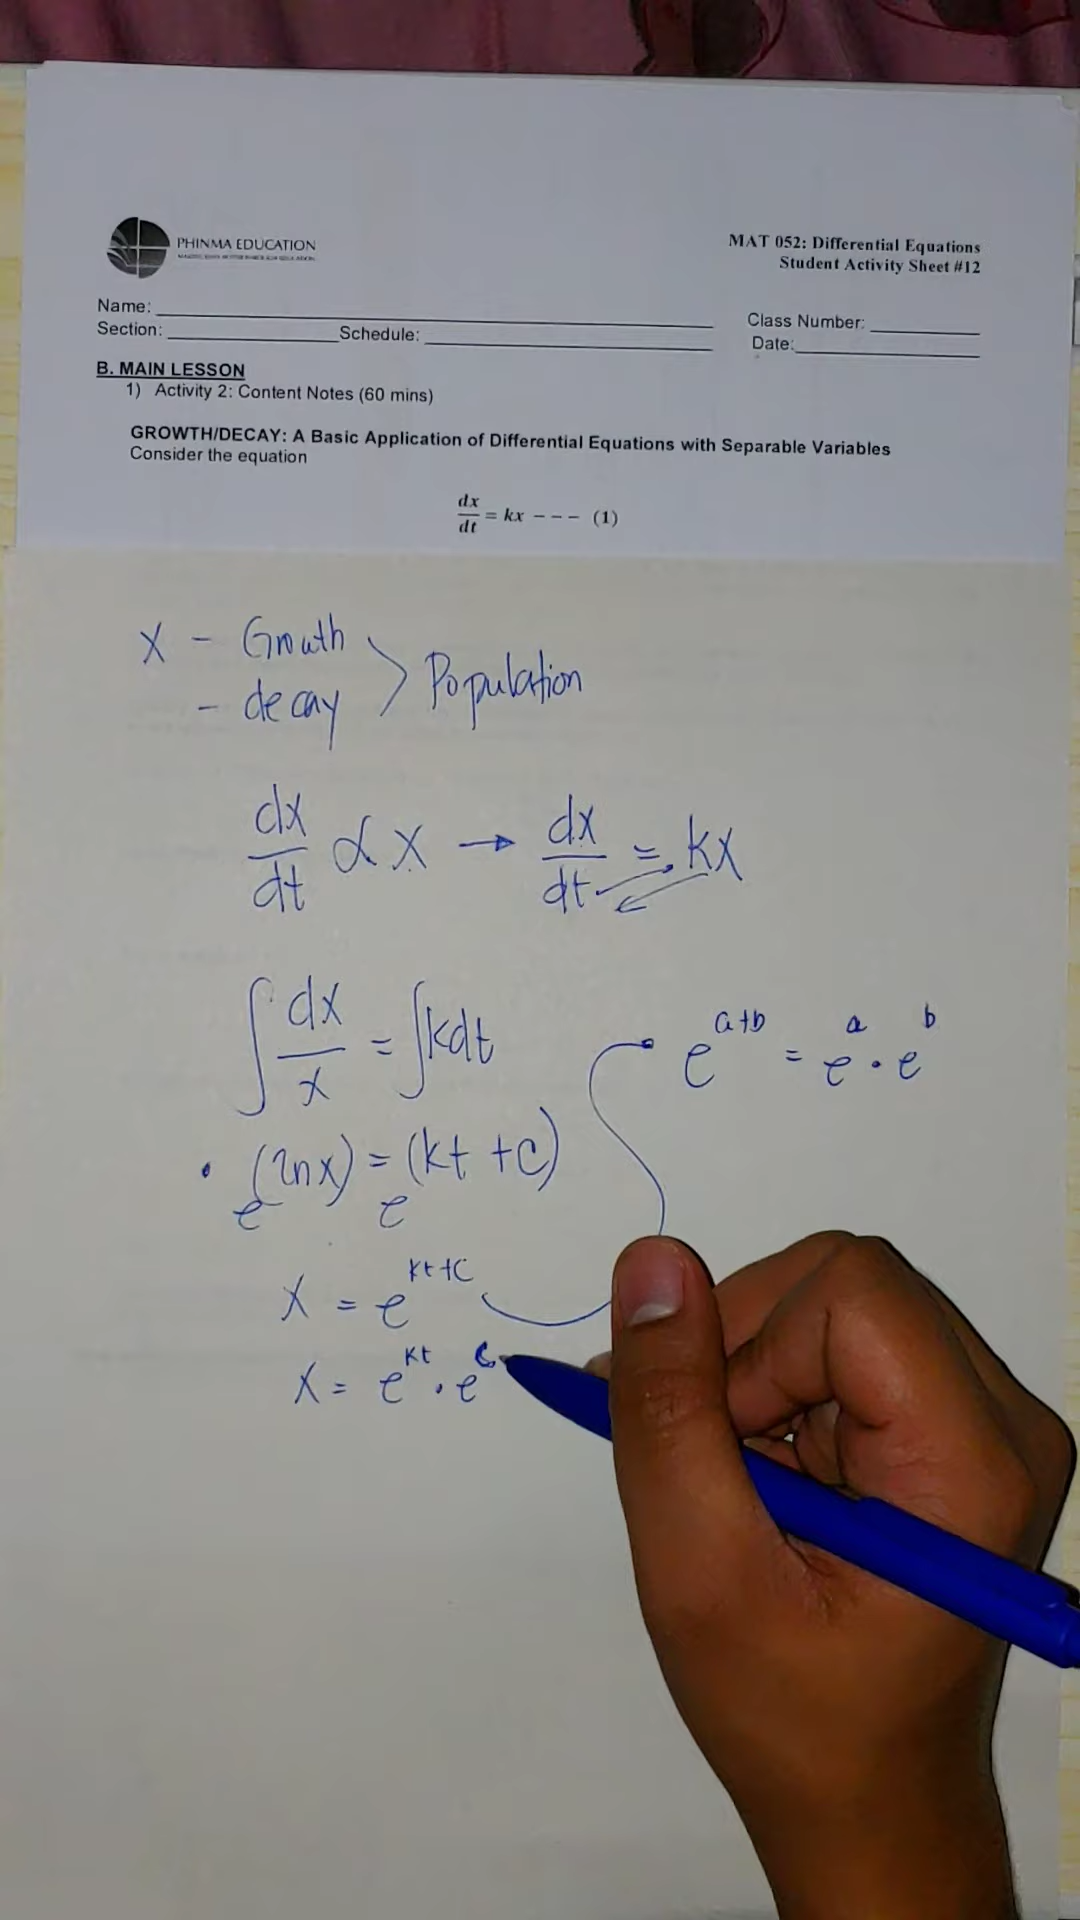 PHINMA EDUCATION
MAT 052: Differential Equations
Student Activity Sheet #12
Name:
Section: Schedule:
Class Number:
Date:
B. MAIN LESSON
1) Activity 2: Content Notes (60 mins)
GROWTH/DECAY: A Basic Application of Differential Equations with Separable Variables
Consider the equation
dx/dt = kx --- (1)
X - Growth
- decay > Population
dx/dt ∝ x → dx/dt = kx
∫ dx/x = ∫kdt
e^(a+b) = e^a · e^b
• e^(lnx) = e^(kt + C)
X = e^(kt+C)
X = e^(kt) · e^C